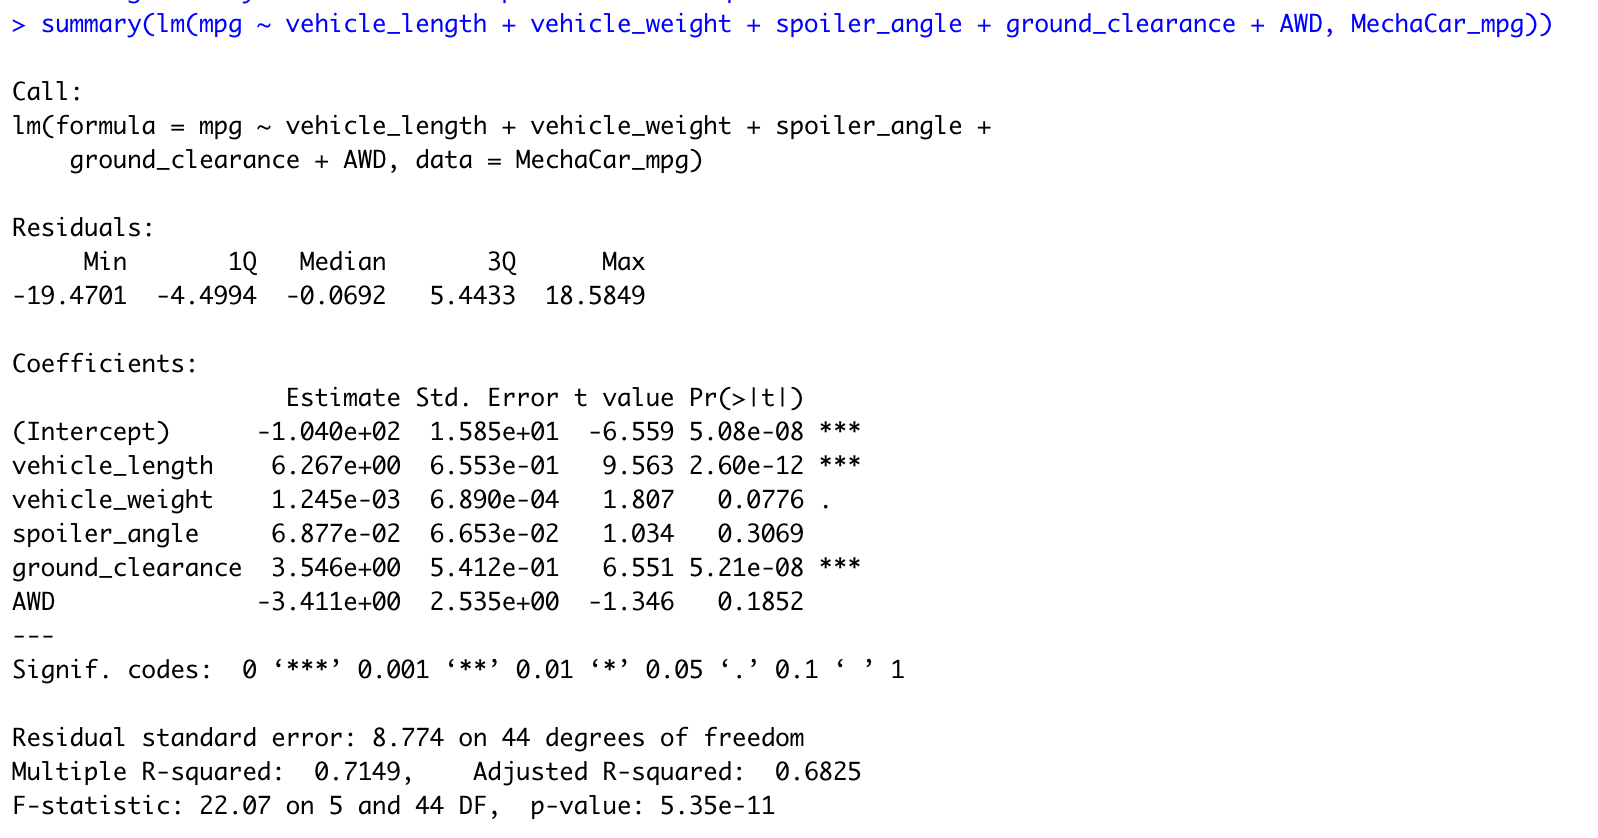 > summary(lm(mpg ~ vehicle_length + vehicle_weight + spoiler_angle + ground_clearance + AWD, MechaCar_mpg))
Call:
lm(formula = mpg ~ vehicle_length + vehicle_weight + spoiler_angle +
    ground_clearance + AWD, data = MechaCar_mpg)
Residuals:
     Min       1Q   Median       3Q      Max
-19.4701  -4.4994  -0.0692   5.4433  18.5849
Coefficients:
                   Estimate Std. Error t value Pr(>|t|)
(Intercept)      -1.040e+02  1.585e+01  -6.559 5.08e-08 ***
vehicle_length    6.267e+00  6.553e-01   9.563 2.60e-12 ***
vehicle_weight    1.245e-03  6.890e-04   1.807   0.0776 .
spoiler_angle     6.877e-02  6.653e-02   1.034   0.3069
ground_clearance  3.546e+00  5.412e-01   6.551 5.21e-08 ***
AWD              -3.411e+00  2.535e+00  -1.346   0.1852
---
Signif. codes:  0 ‘***’ 0.001 ‘**’ 0.01 ‘*’ 0.05 ‘.’ 0.1 ‘ ’ 1
Residual standard error: 8.774 on 44 degrees of freedom
Multiple R-squared:  0.7149,    Adjusted R-squared:  0.6825
F-statistic: 22.07 on 5 and 44 DF,  p-value: 5.35e-11